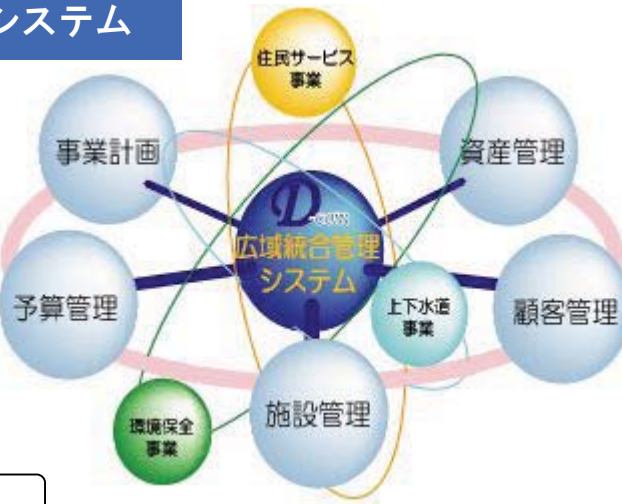 システム
住民サービス
事業
事業計画
資産管理
D-com
広域統合管理
システム
予算管理
上下水道
事業
顧客管理
施設管理
環境保全
事業